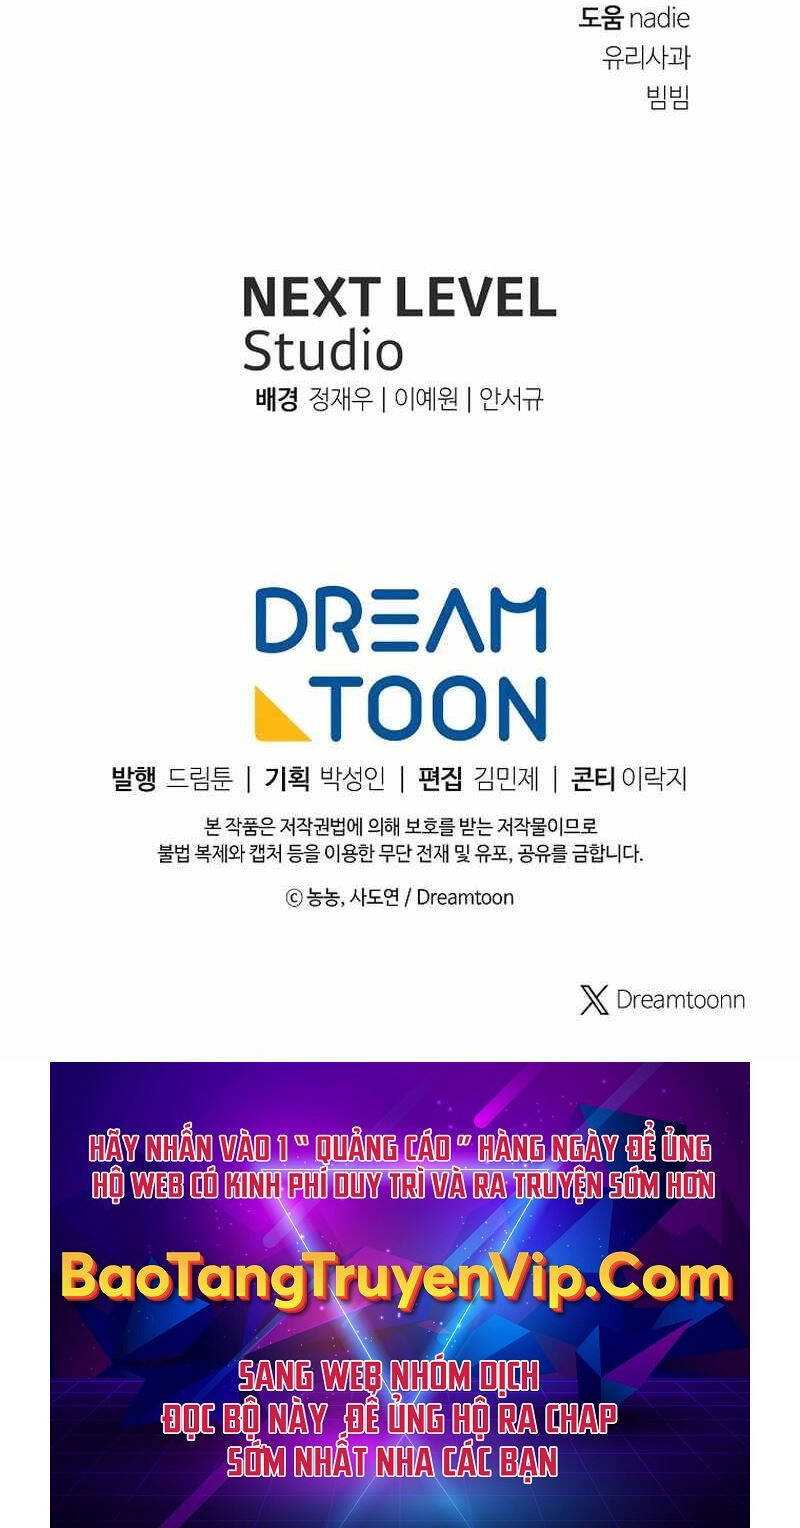 도움 nadie
유리사과
빔빔
NEXT LEVEL
Studio
배경 정재우 | 이예원 | 안서규
DREAM
TOON
발행 드림툰 | 기획 박성인 | 편집 김민제 | 콘티 이락지
본 작품은 저작권법에 의해 보호를 받는 저작물이므로
불법 복제와 캡처 등을 이용한 무단 전재 및 유포, 공유를 금합니다.
ⓒ 농농, 사도연 / Dreamtoon
X Dreamtoonn
HÃY NHẤN VÀO 1 “ QUẢNG CÁO ” HÀNG NGÀY ĐỂ ỦNG
HỘ WEB CÓ KINH PHÍ DUY TRÌ VÀ RA TRUYỆN SỚM HƠN
BaoTangTruyenVip.Com
SANG WEB NHÓM DỊCH
ĐỌC BỘ NÀY ĐỂ ỦNG HỘ RA CHAP
SỚM NHẤT NHA CÁC BẠN